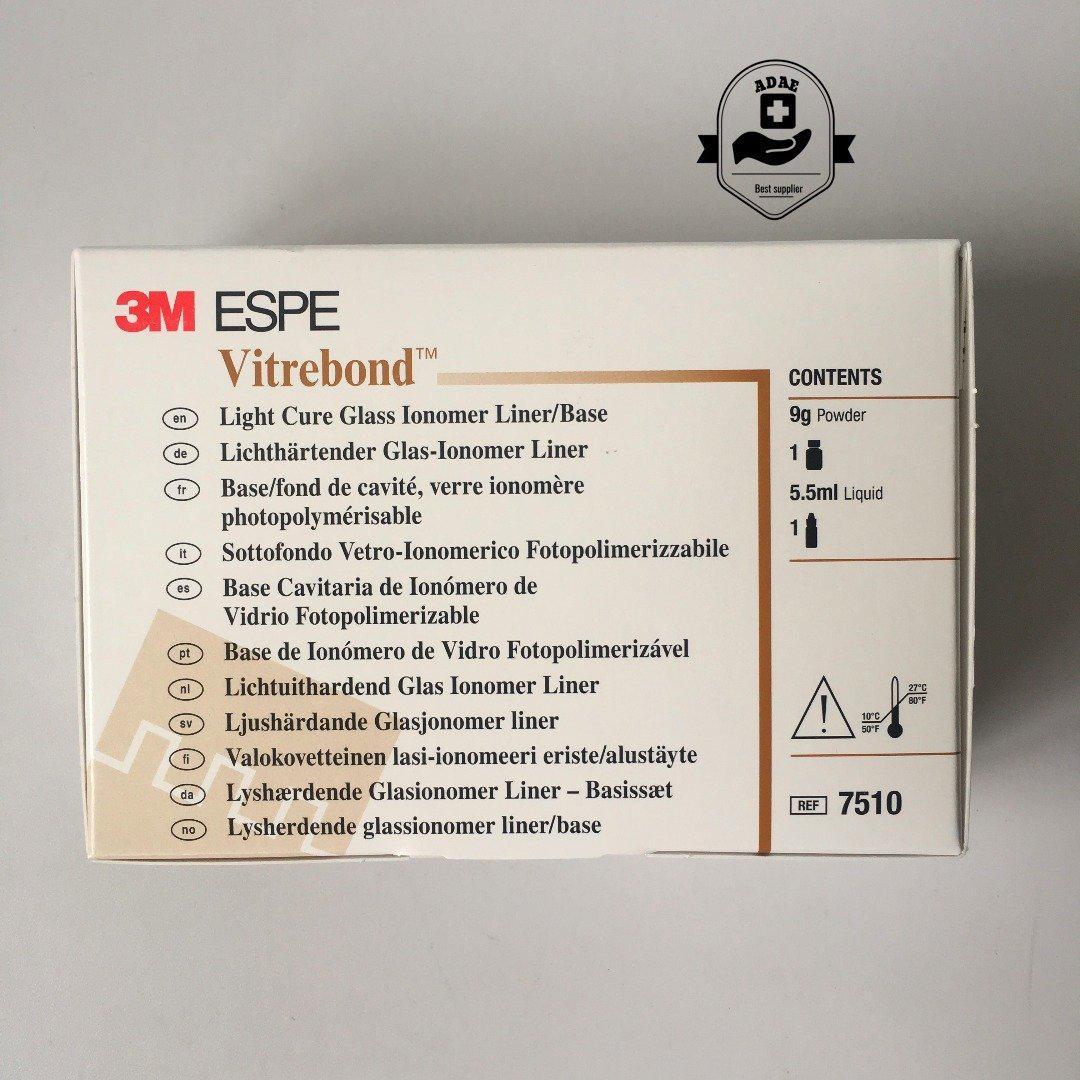 ADAE
Best supplier
3M ESPE
Vitrebond™
en Light Cure Glass Ionomer Liner/Base
de Lichthärtender Glas-Ionomer Liner
fr Base/fond de cavité, verre ionomère
photopolymérisable
it Sottofondo Vetro-Ionomerico Fotopolimerizzabile
es Base Cavitaria de Ionómero de
Vidrio Fotopolimerizable
pt Base de Ionómero de Vidro Fotopolimerizável
nl Lichtuithardend Glas Ionomer Liner
sv Ljushärdande Glasjonomer liner
fi Valokovetteinen lasi-ionomeeri eriste/alustäyte
da Lyshærdende Glasionomer Liner – Basissæt
no Lysherdende glassionomer liner/base
CONTENTS
9g Powder
1
5.5ml Liquid
1
27°C
80°F
10°C
50°F
REF 7510